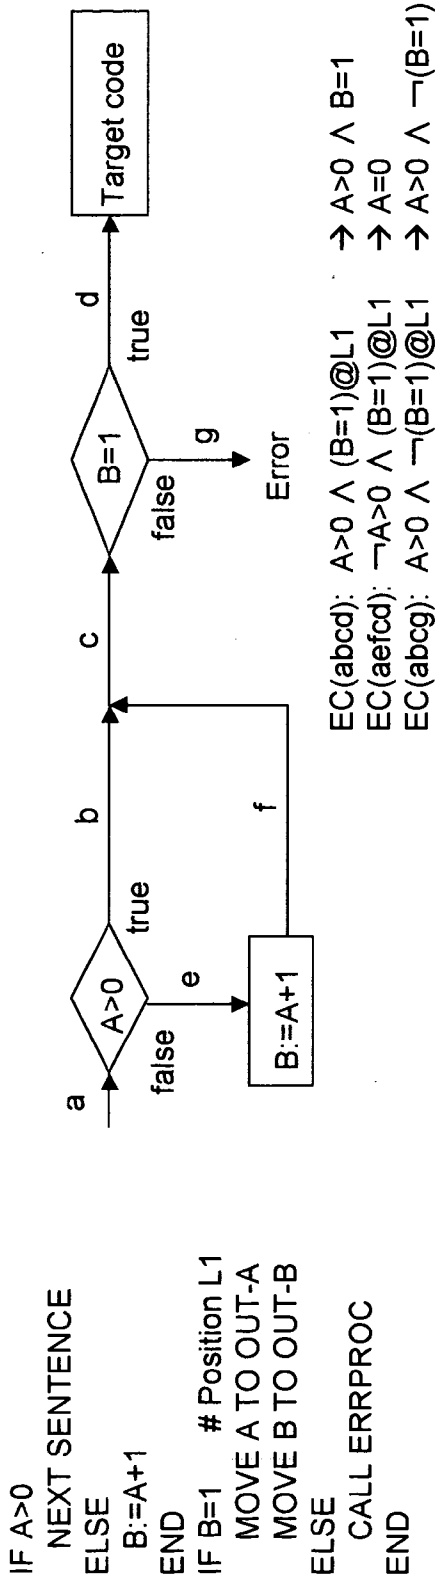 IF A>0
NEXT SENTENCE
ELSE
B:=A+1
END
IF B=1 # Position L1
MOVE A TO OUT-A
MOVE B TO OUT-B
ELSE
CALL ERRPROC
END
a
A>0
true
false
b
e
B:=A+1
f
c
B=1
true
false
d
g
Target code
Error
EC(abcd): A>0 ∧ (B=1)@L1 → A>0 ∧ B=1
EC(aefcd): ¬A>0 ∧ (B=1)@L1 → A=0
EC(abcg): A>0 ∧ ¬(B=1)@L1 → A>0 ∧ ¬(B=1)